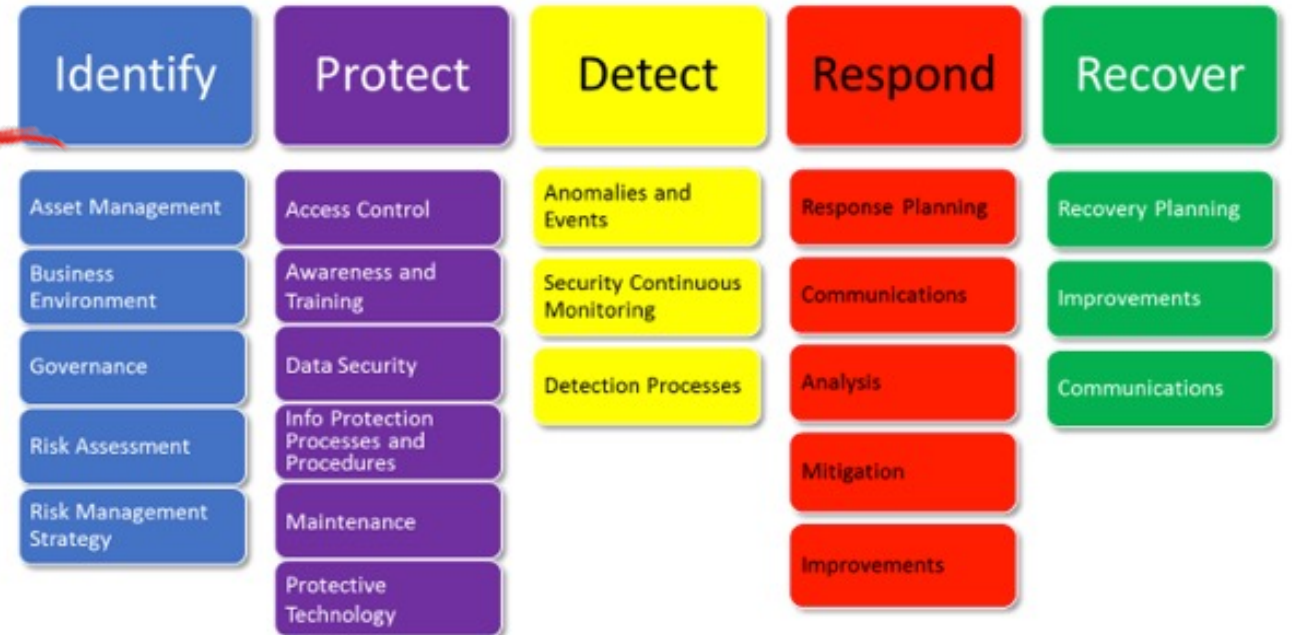 Identify
Asset Management
Business
Environment
Governance
Risk Assessment
Risk Management
Strategy
Protect
Access Control
Awareness and
Training
Data Security
Info Protection
Processes and
Procedures
Maintenance
Protective
Technology
Detect
Anomalies and
Events
Security Continuous
Monitoring
Detection Processes
Respond
Response Planning
Communications
Analysis
Mitigation
Improvements
Recover
Recovery Planning
Improvements
Communications